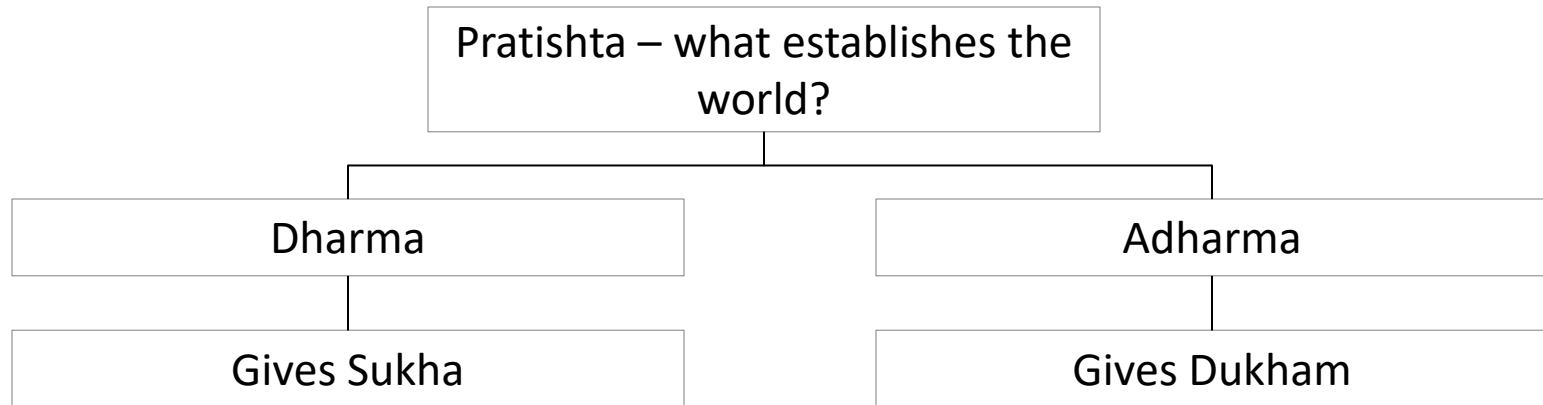 Pratishta – what establishes the
world?
Dharma
Adharma
Gives Sukha
Gives Dukham